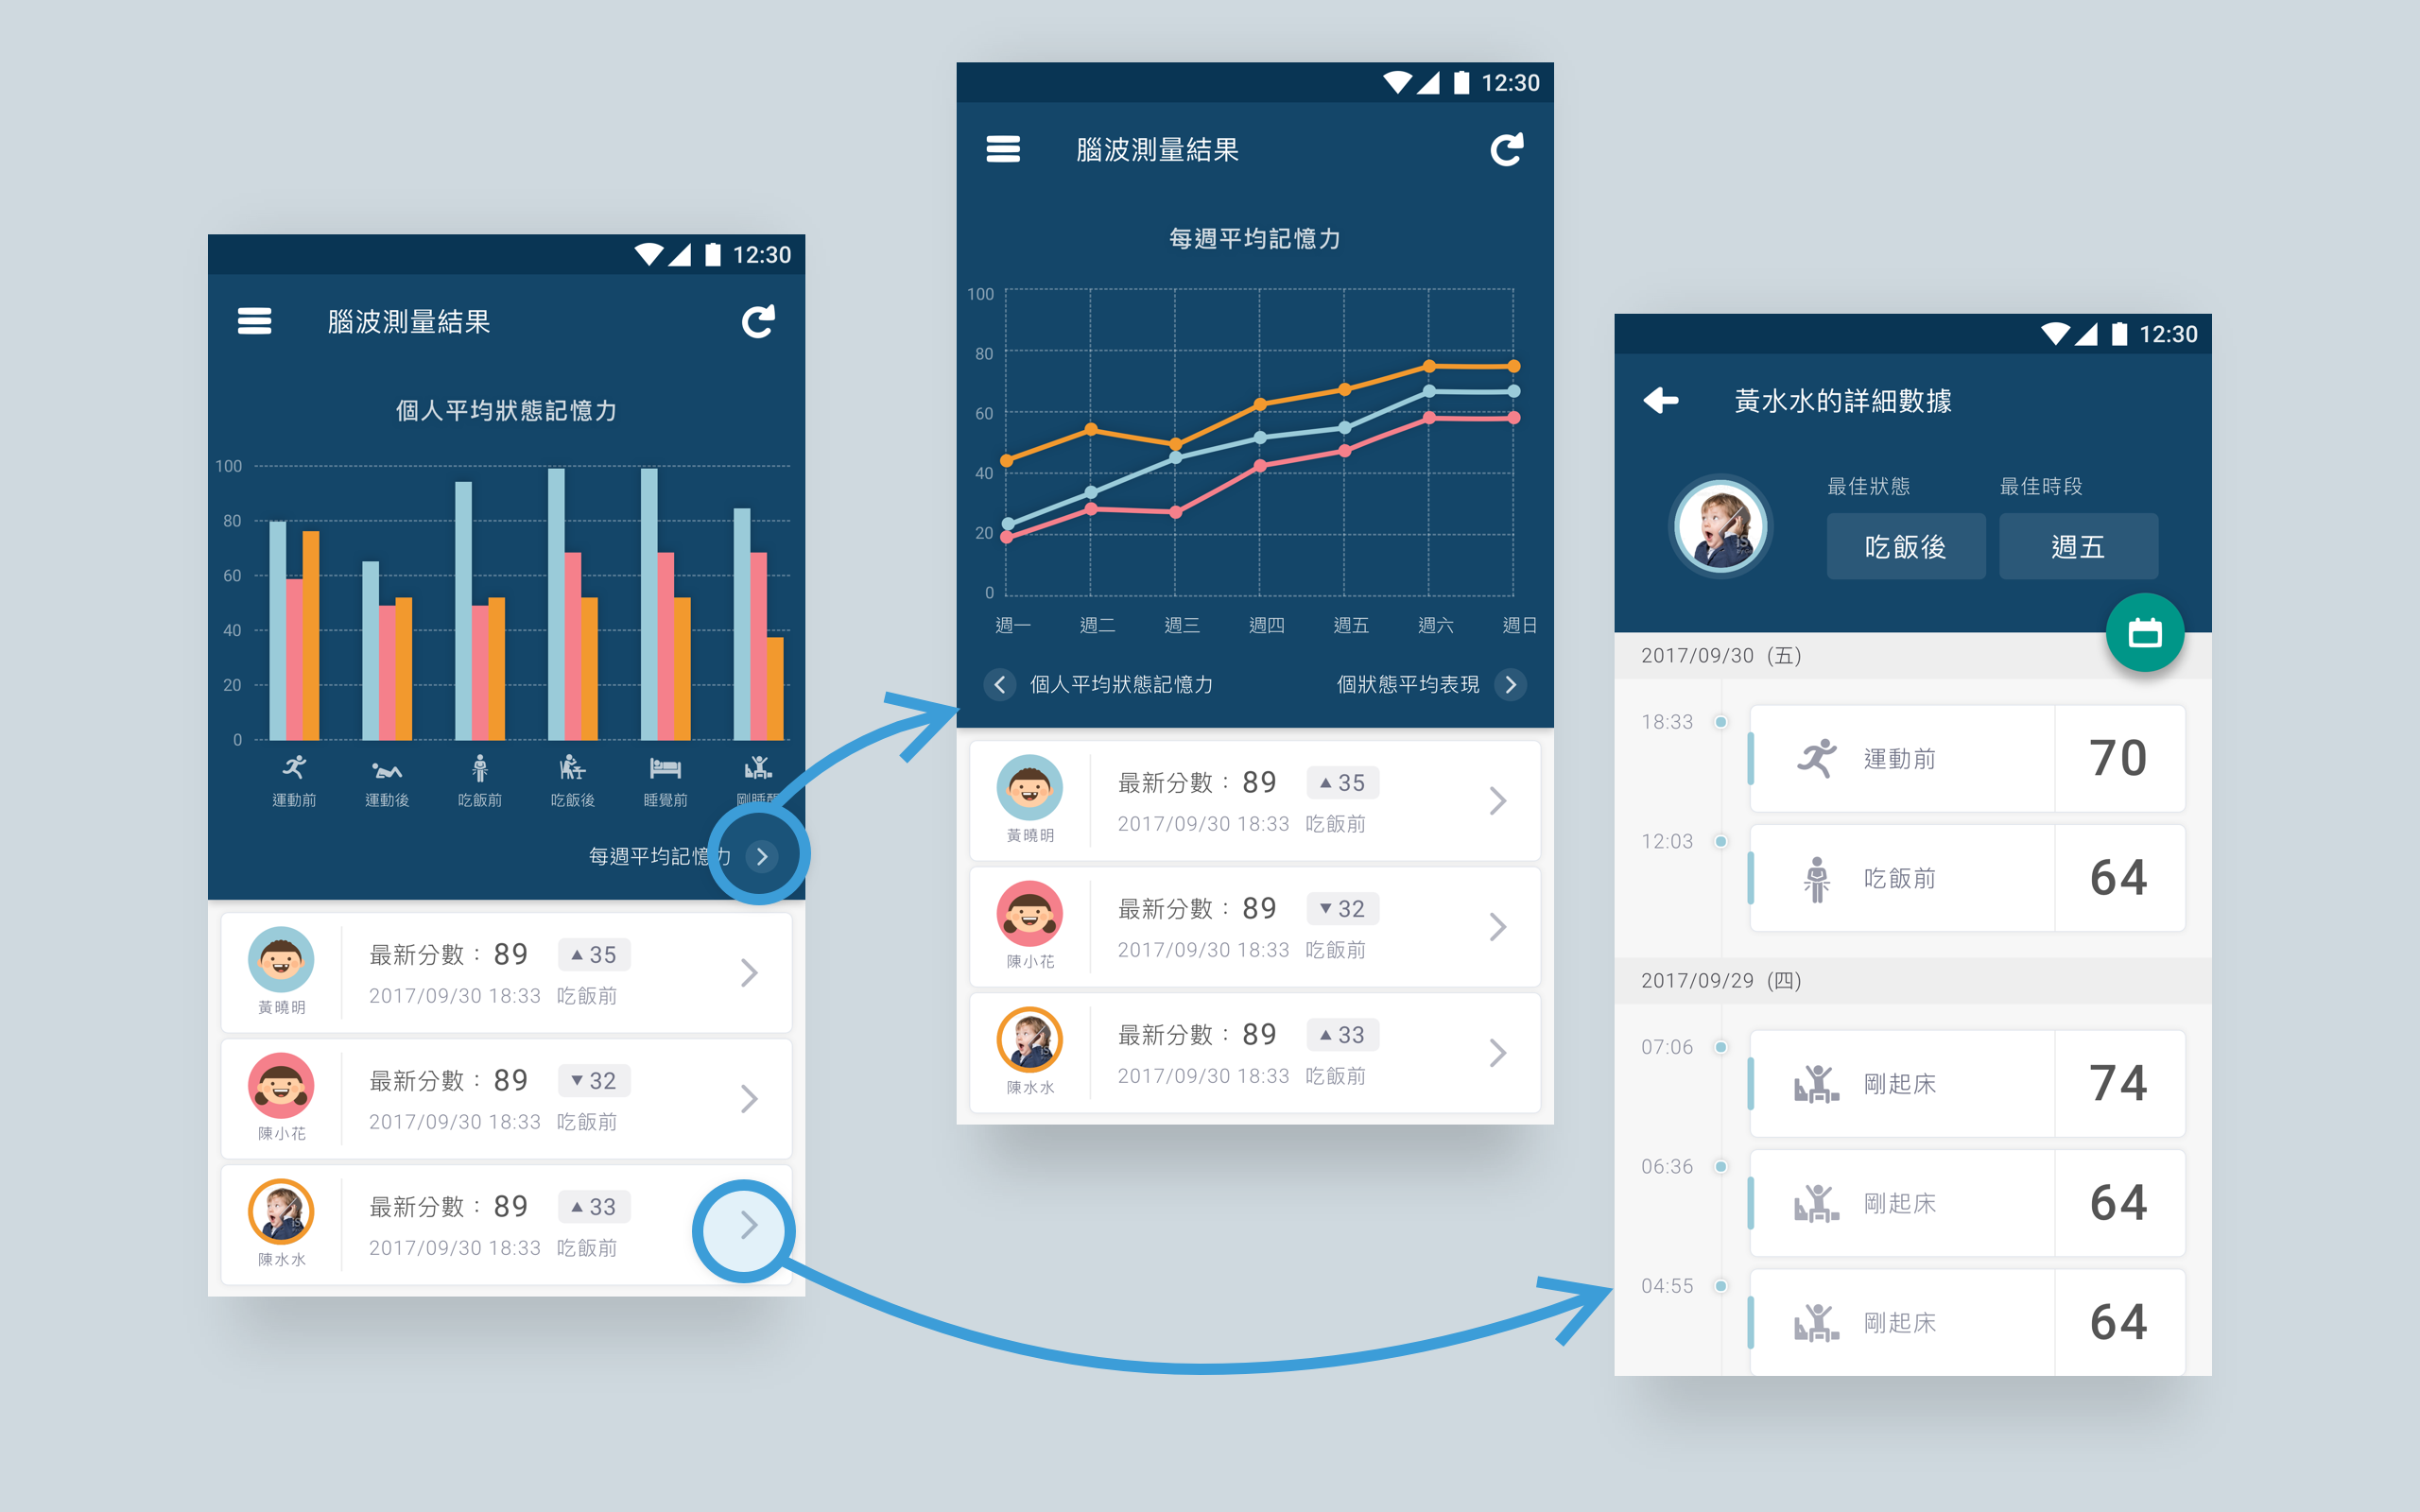 12:30
腦波測量結果
個人平均狀態記憶力
100
80
60
40
20
0
運動前 運動後 吃飯前 吃飯後 睡覺前 剛睡醒
每週平均記憶力
最新分數： 89 ▲ 35
2017/09/30 18:33 吃飯前
黃曉明
最新分數： 89 ▼ 32
2017/09/30 18:33 吃飯前
陳小花
最新分數： 89 ▲ 33
2017/09/30 18:33 吃飯前
陳水水
12:30
腦波測量結果
每週平均記憶力
100
80
60
40
20
0
週一 週二 週三 週四 週五 週六 週日
個人平均狀態記憶力 個狀態平均表現
最新分數： 89 ▲ 35
2017/09/30 18:33 吃飯前
黃曉明
最新分數： 89 ▼ 32
2017/09/30 18:33 吃飯前
陳小花
最新分數： 89 ▲ 33
2017/09/30 18:33 吃飯前
陳水水
12:30
黃水水的詳細數據
最佳狀態 最佳時段
吃飯後 週五
2017/09/30 (五)
18:33 運動前 70
12:03 吃飯前 64
2017/09/29 (四)
07:06 剛起床 74
06:36 剛起床 64
04:55 剛起床 64